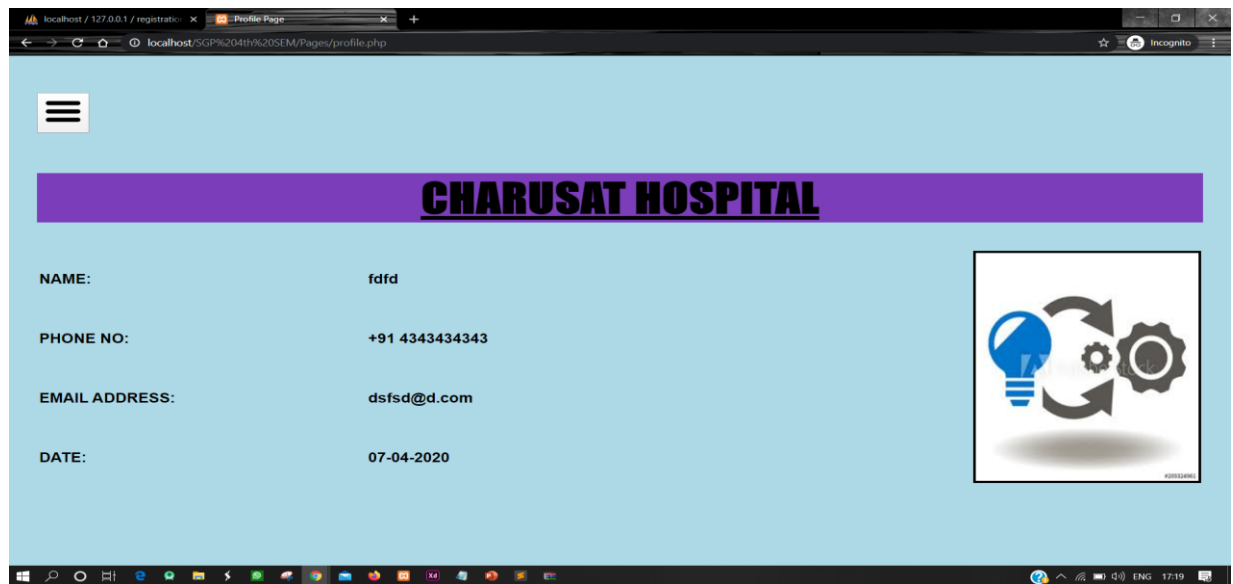 localhost / 127.0.0.1 / registration
Profile Page
localhost/SGP%204th%20SEM/Pages/profile.php
Incognito
CHARUSAT HOSPITAL
NAME: fdfd
PHONE NO: +91 4343434343
EMAIL ADDRESS: dsfsd@d.com
DATE: 07-04-2020
Xd
ENG 17:19